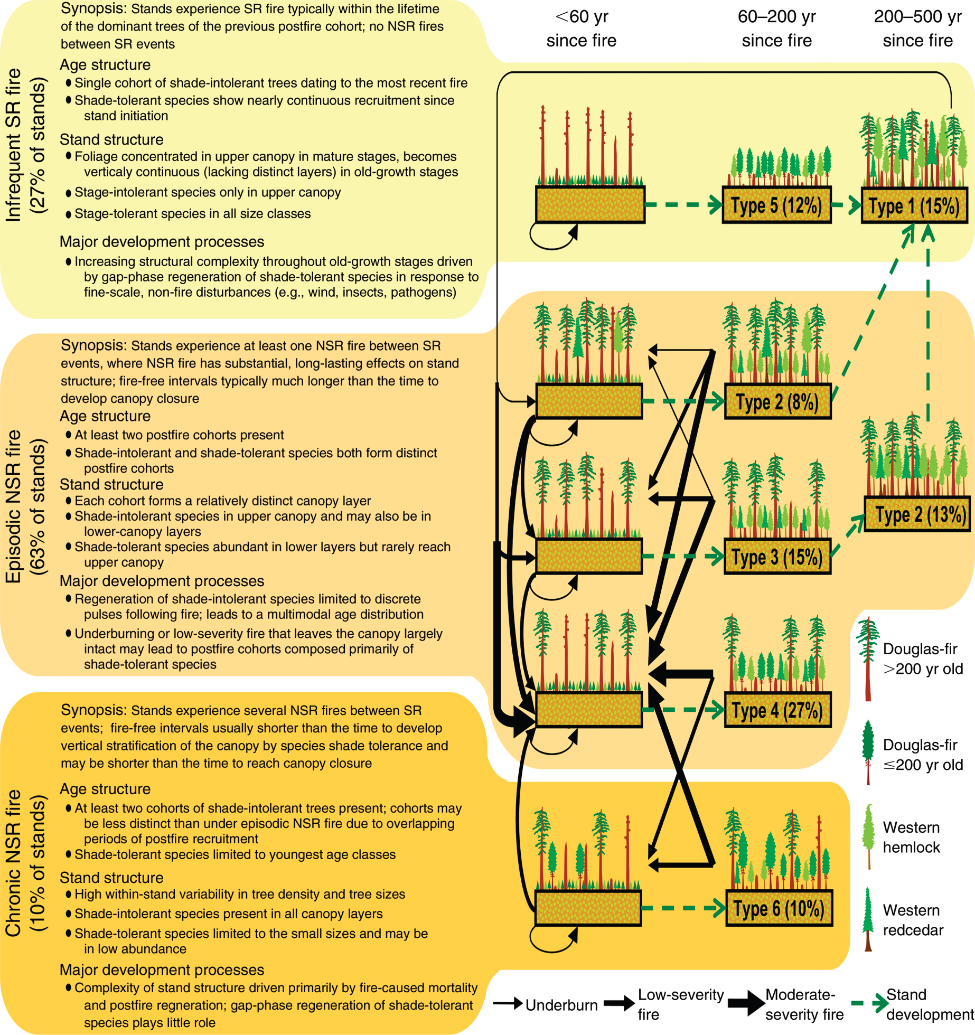 <60 yr
since fire
60–200 yr
since fire
200–500 yr
since fire
Infrequent SR fire
(27% of stands)
Synopsis: Stands experience SR fire typically within the lifetime
of the dominant trees of the previous postfire cohort; no NSR fires
between SR events
Age structure
Single cohort of shade-intolerant trees dating to the most recent fire
Shade-tolerant species show nearly continuous recruitment since
stand initiation
Stand structure
Foliage concentrated in upper canopy in mature stages, becomes
verticaly continuous (lacking distinct layers) in old-growth stages
Stage-intolerant species only in upper canopy
Stage-tolerant species in all size classes
Major development processes
Increasing structural complexity throughout old-growth stages driven
by gap-phase regeneration of shade-tolerant species in response to
fine-scale, non-fire disturbances (e.g., wind, insects, pathogens)
Type 5 (12%)
Type 1 (15%)
Episodic NSR fire
(63% of stands)
Synopsis: Stands experience at least one NSR fire between SR
events, where NSR fire has substantial, long-lasting effects on stand
structure; fire-free intervals typically much longer than the time to
develop canopy closure
Age structure
At least two postfire cohorts present
Shade-intolerant and shade-tolerant species both form distinct
postfire cohorts
Stand structure
Each cohort forms a relatively distinct canopy layer
Shade-intolerant species in upper canopy and may also be in
lower-canopy layers
Shade-tolerant species abundant in lower layers but rarely reach
upper canopy
Major development processes
Regeneration of shade-intolerant species limited to discrete
pulses following fire; leads to a multimodal age distribution
Underburning or low-severity fire that leaves the canopy largely
intact may lead to postfire cohorts composed primarily of
shade-tolerant species
Type 2 (8%)
Type 2 (13%)
Type 3 (15%)
Type 4 (27%)
Chronic NSR fire
(10% of stands)
Synopsis: Stands experience several NSR fires between SR
events; fire-free intervals usually shorter than the time to develop
vertical stratification of the canopy by species shade tolerance and
may be shorter than the time to reach canopy closure
Age structure
At least two cohorts of shade-intolerant trees present; cohorts may
be less distinct than under episodic NSR fire due to overlapping
periods of postfire recruitment
Shade-tolerant species limited to youngest age classes
Stand structure
High within-stand variability in tree density and tree sizes
Shade-intolerant species present in all canopy layers
Shade-tolerant species limited to the small sizes and may be
in low abundance
Major development processes
Complexity of stand structure driven primarily by fire-caused mortality
and postfire regneration; gap-phase regeneration of shade-tolerant
species plays little role
Type 6 (10%)
Douglas-fir
>200 yr old
Douglas-fir
≤200 yr old
Western
hemlock
Western
redcedar
Underburn
Low-severity
fire
Moderate-
severity fire
Stand
development